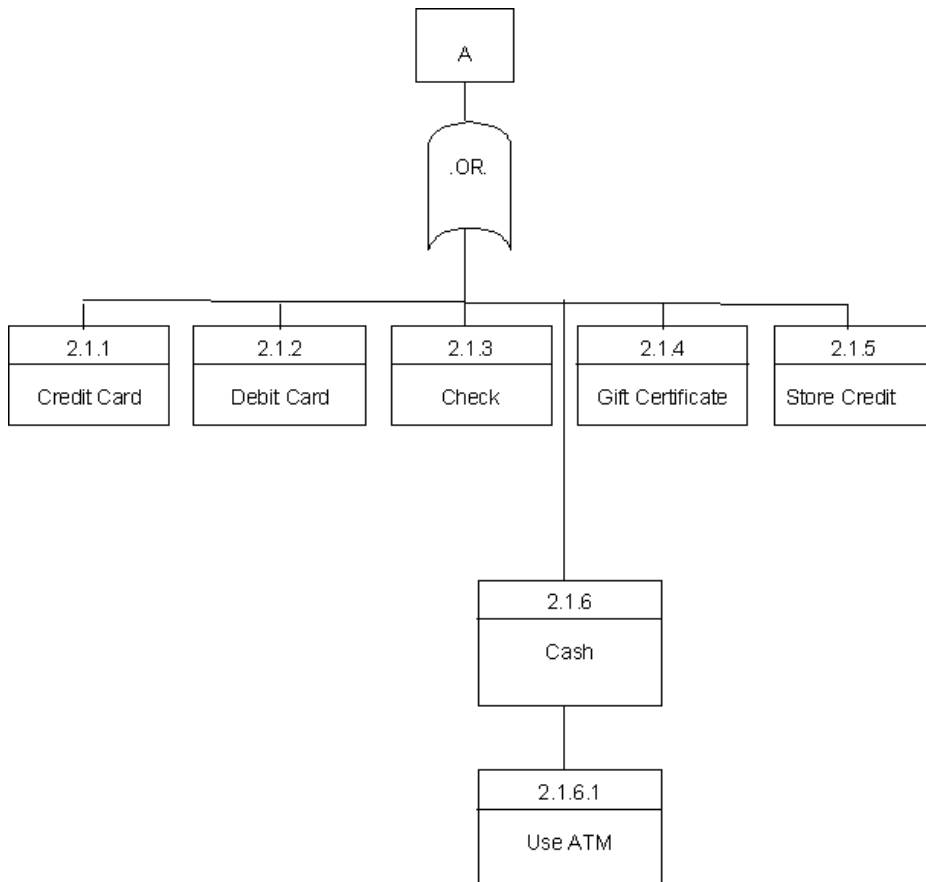 A
.OR.
2.1.1
2.1.2
2.1.3
2.1.4
2.1.5
Credit Card
Debit Card
Check
Gift Certificate
Store Credit
2.1.6
Cash
2.1.6.1
Use ATM